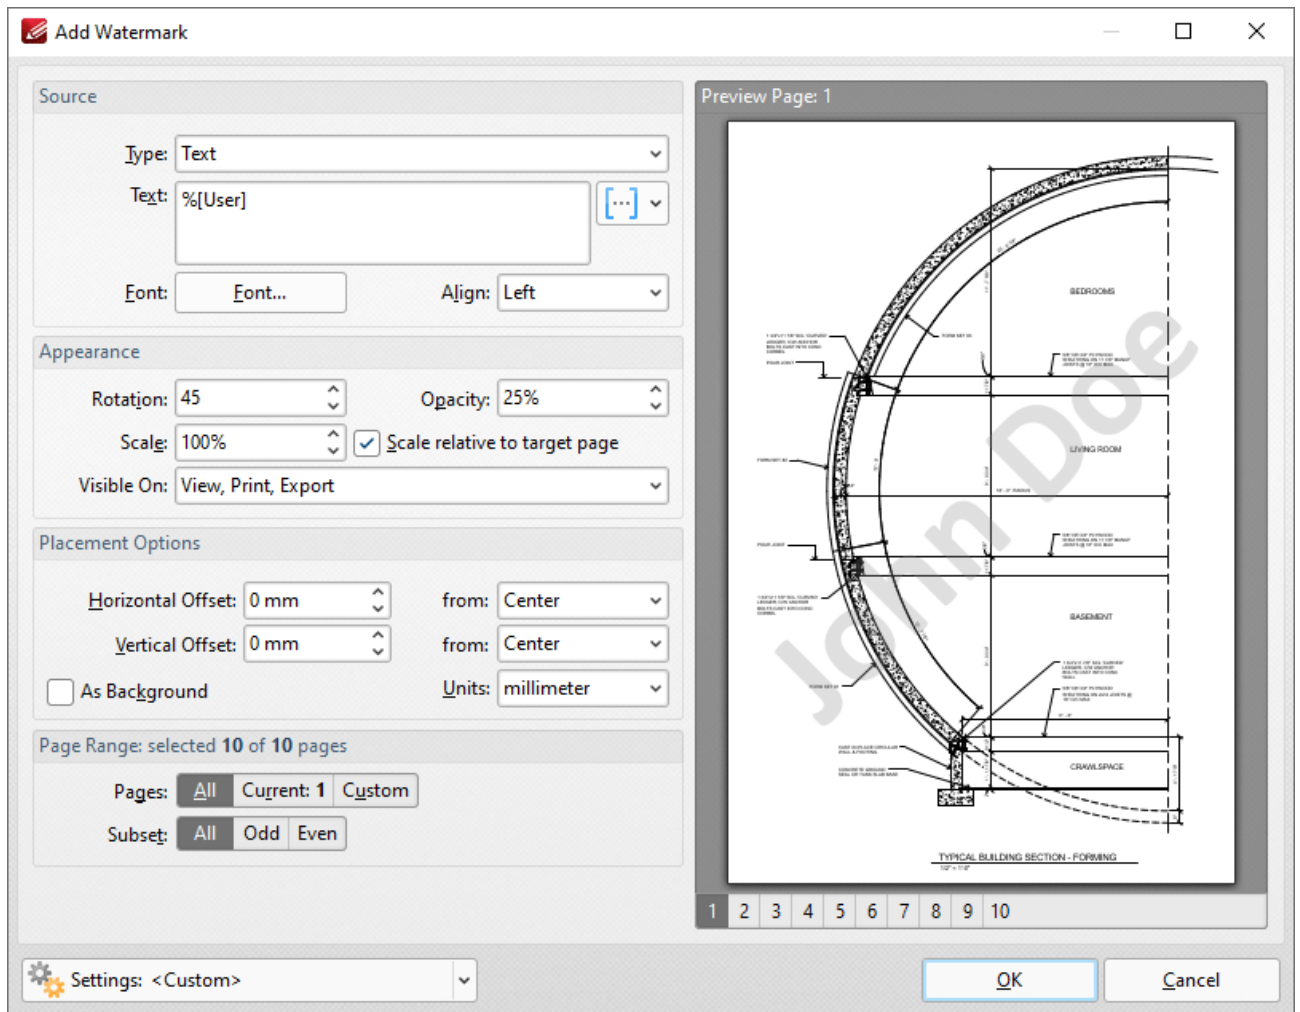 Add Watermark
Source
Type: Text
Text: %[User]
Font: Font... Align: Left
Appearance
Rotation: 45 Opacity: 25%
Scale: 100% Scale relative to target page
Visible On: View, Print, Export
Placement Options
Horizontal Offset: 0 mm from: Center
Vertical Offset: 0 mm from: Center
As Background Units: millimeter
Page Range: selected 10 of 10 pages
Pages: All Current: 1 Custom
Subset: All Odd Even
Preview Page: 1
BEDROOMS
LIVING ROOM
BASEMENT
CRAWLSPACE
John Doe
TYPICAL BUILDING SECTION - FORMING
1 2 3 4 5 6 7 8 9 10
Settings: <Custom>
OK Cancel